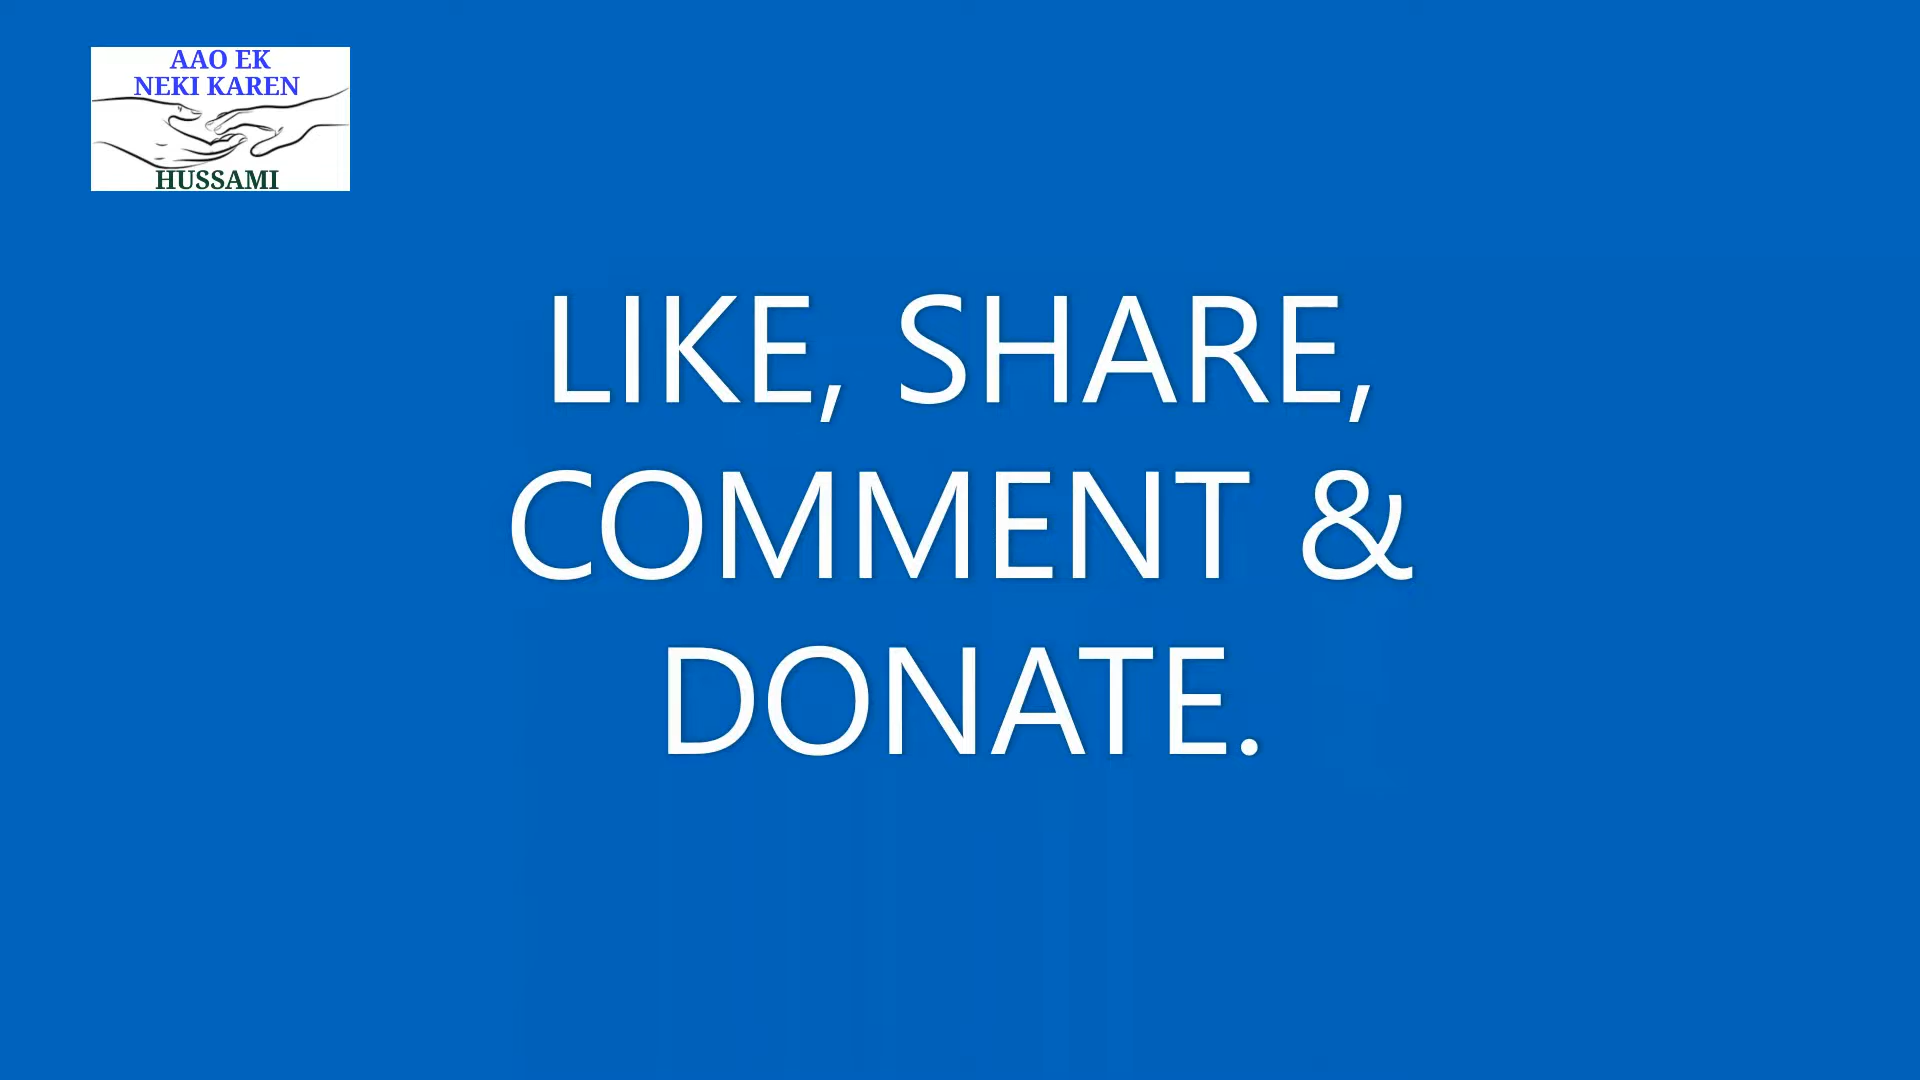 AAO EK
NEKI KAREN
HUSSAMI
LIKE, SHARE,
COMMENT &
DONATE.